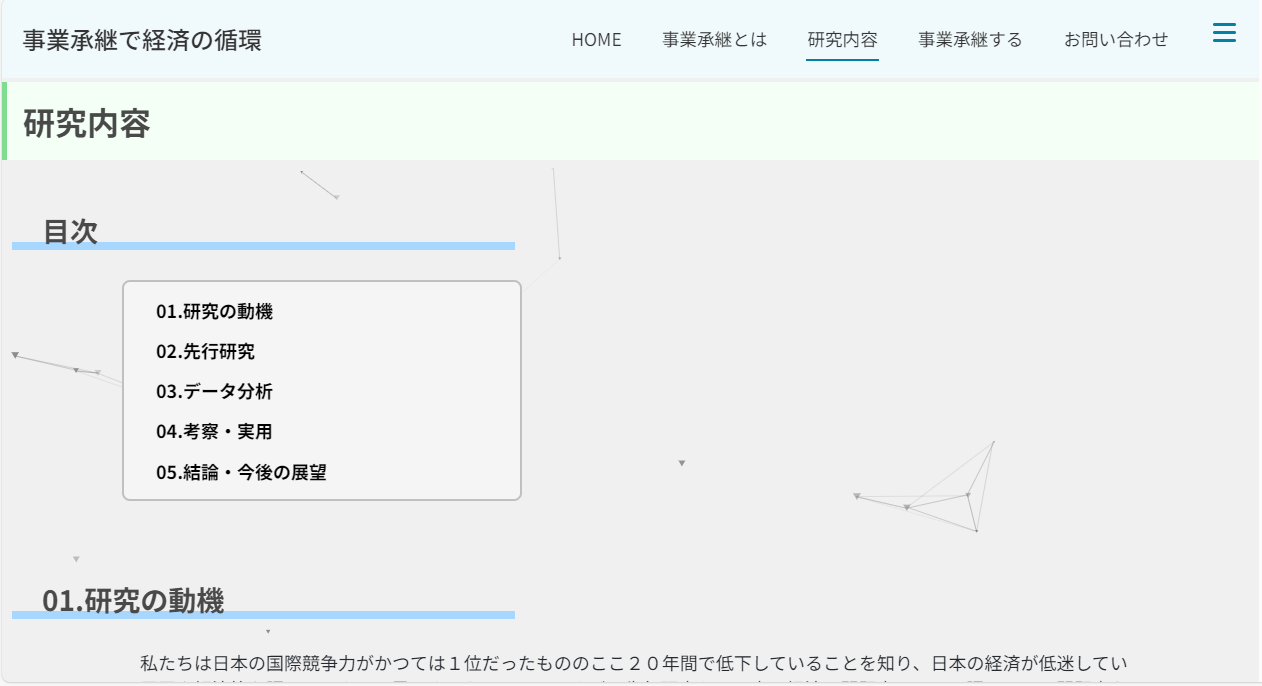 事業承継で経済の循環
HOME 事業承継とは 研究内容 事業承継する お問い合わせ
研究内容
目次
01.研究の動機
02.先行研究
03.データ分析
04.考察・実用
05.結論・今後の展望
01.研究の動機
私たちは日本の国際競争力がかつては１位だったもののここ２０年間で低下していることを知り、日本の経済が低迷してい